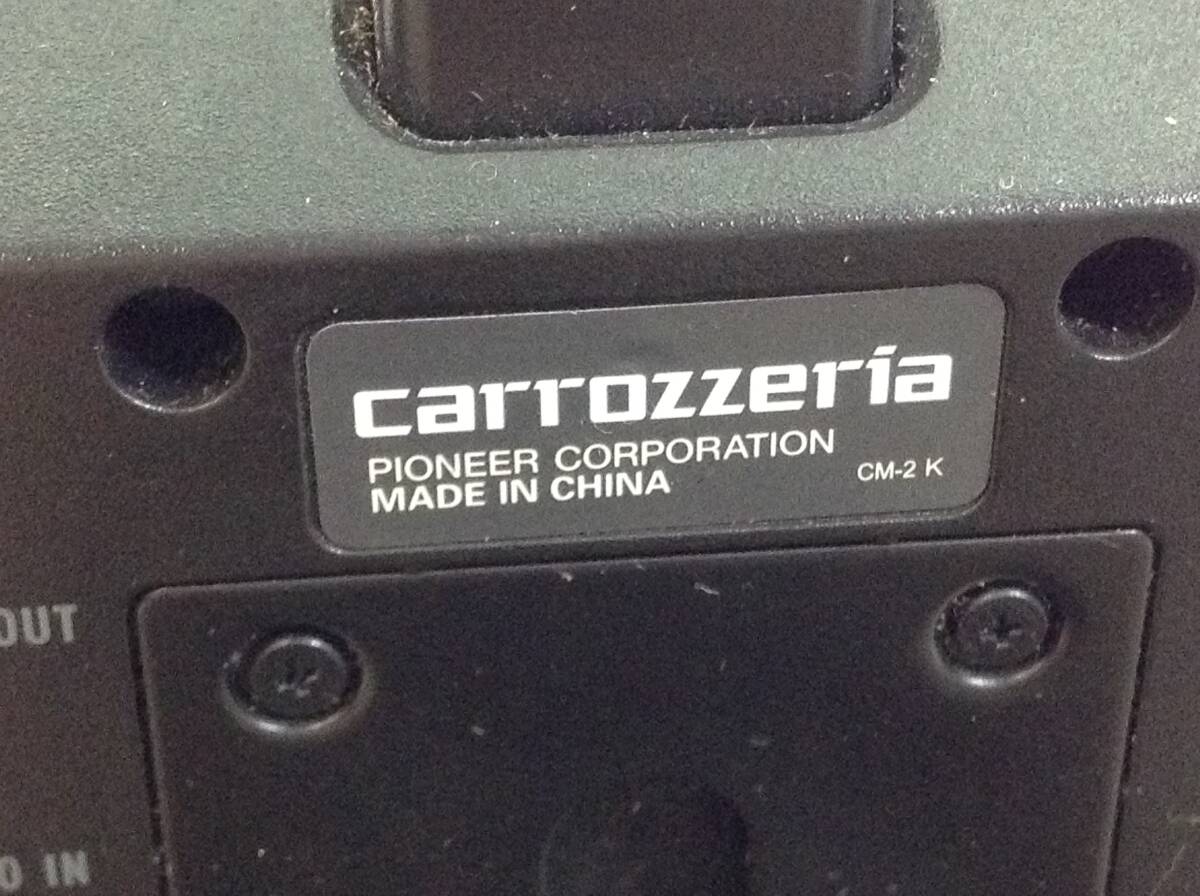 carrozzeria
PIONEER CORPORATION
MADE IN CHINA
CM-2 K
OUT
IN